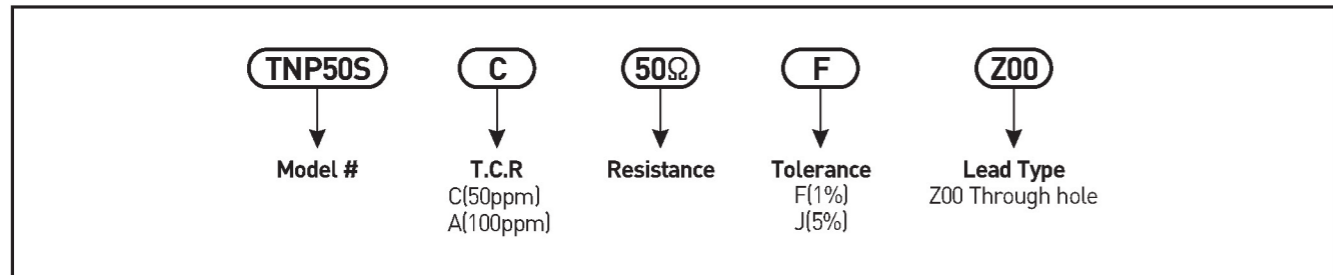 TNP50S C 50Ω F Z00
Model # T.C.R Resistance Tolerance Lead Type
C(50ppm) F(1%) Z00 Through hole
A(100ppm) J(5%)